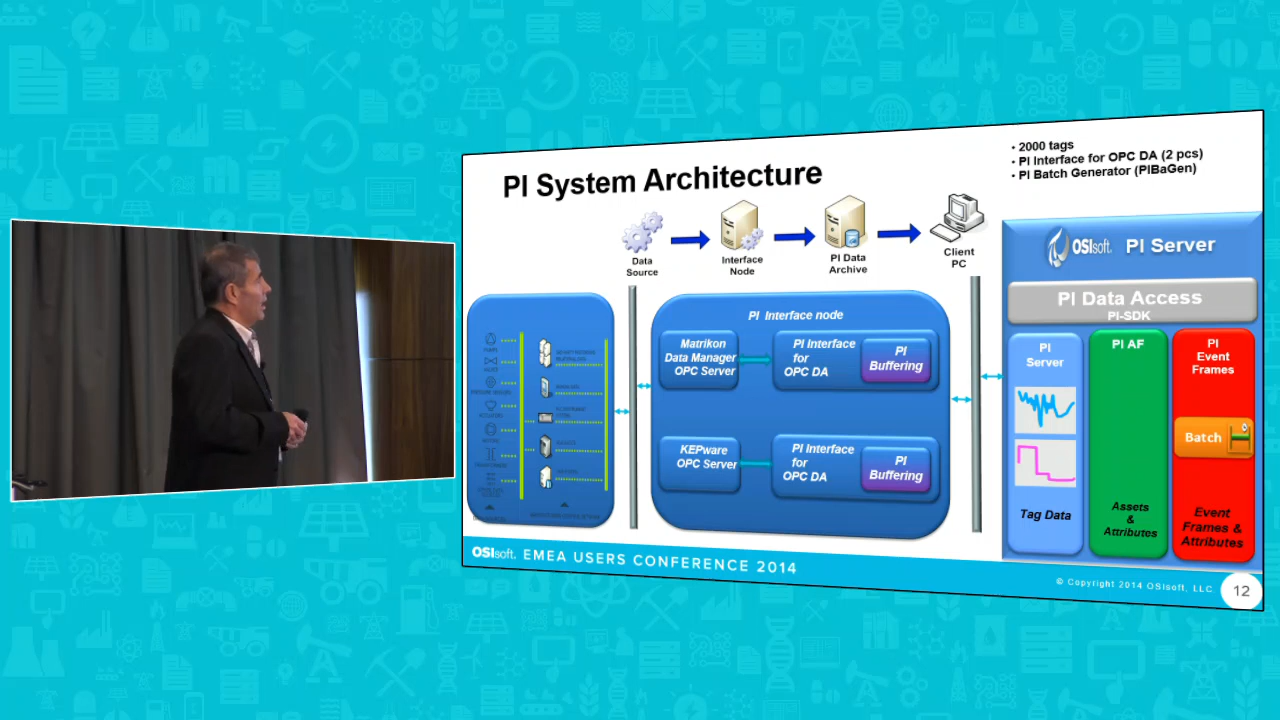 PI System Architecture
• 2000 tags
• PI Interface for OPC DA (2 pcs)
• PI Batch Generator (PIBaGen)
Data
Source
Interface
Node
PI Data
Archive
Client
PC
PI Interface node
Matrikon
Data Manager
OPC Server
PI Interface
for
OPC DA
PI
Buffering
KEPware
OPC Server
PI Interface
for
OPC DA
PI
Buffering
OSIsoft. PI Server
PI Data Access
PI-SDK
PI
Server
Tag Data
PI AF
Assets
&
Attributes
PI
Event
Frames
Batch
Event
Frames &
Attributes
OSIsoft. EMEA USERS CONFERENCE 2014
© Copyright 2014 OSIsoft, LLC.
12